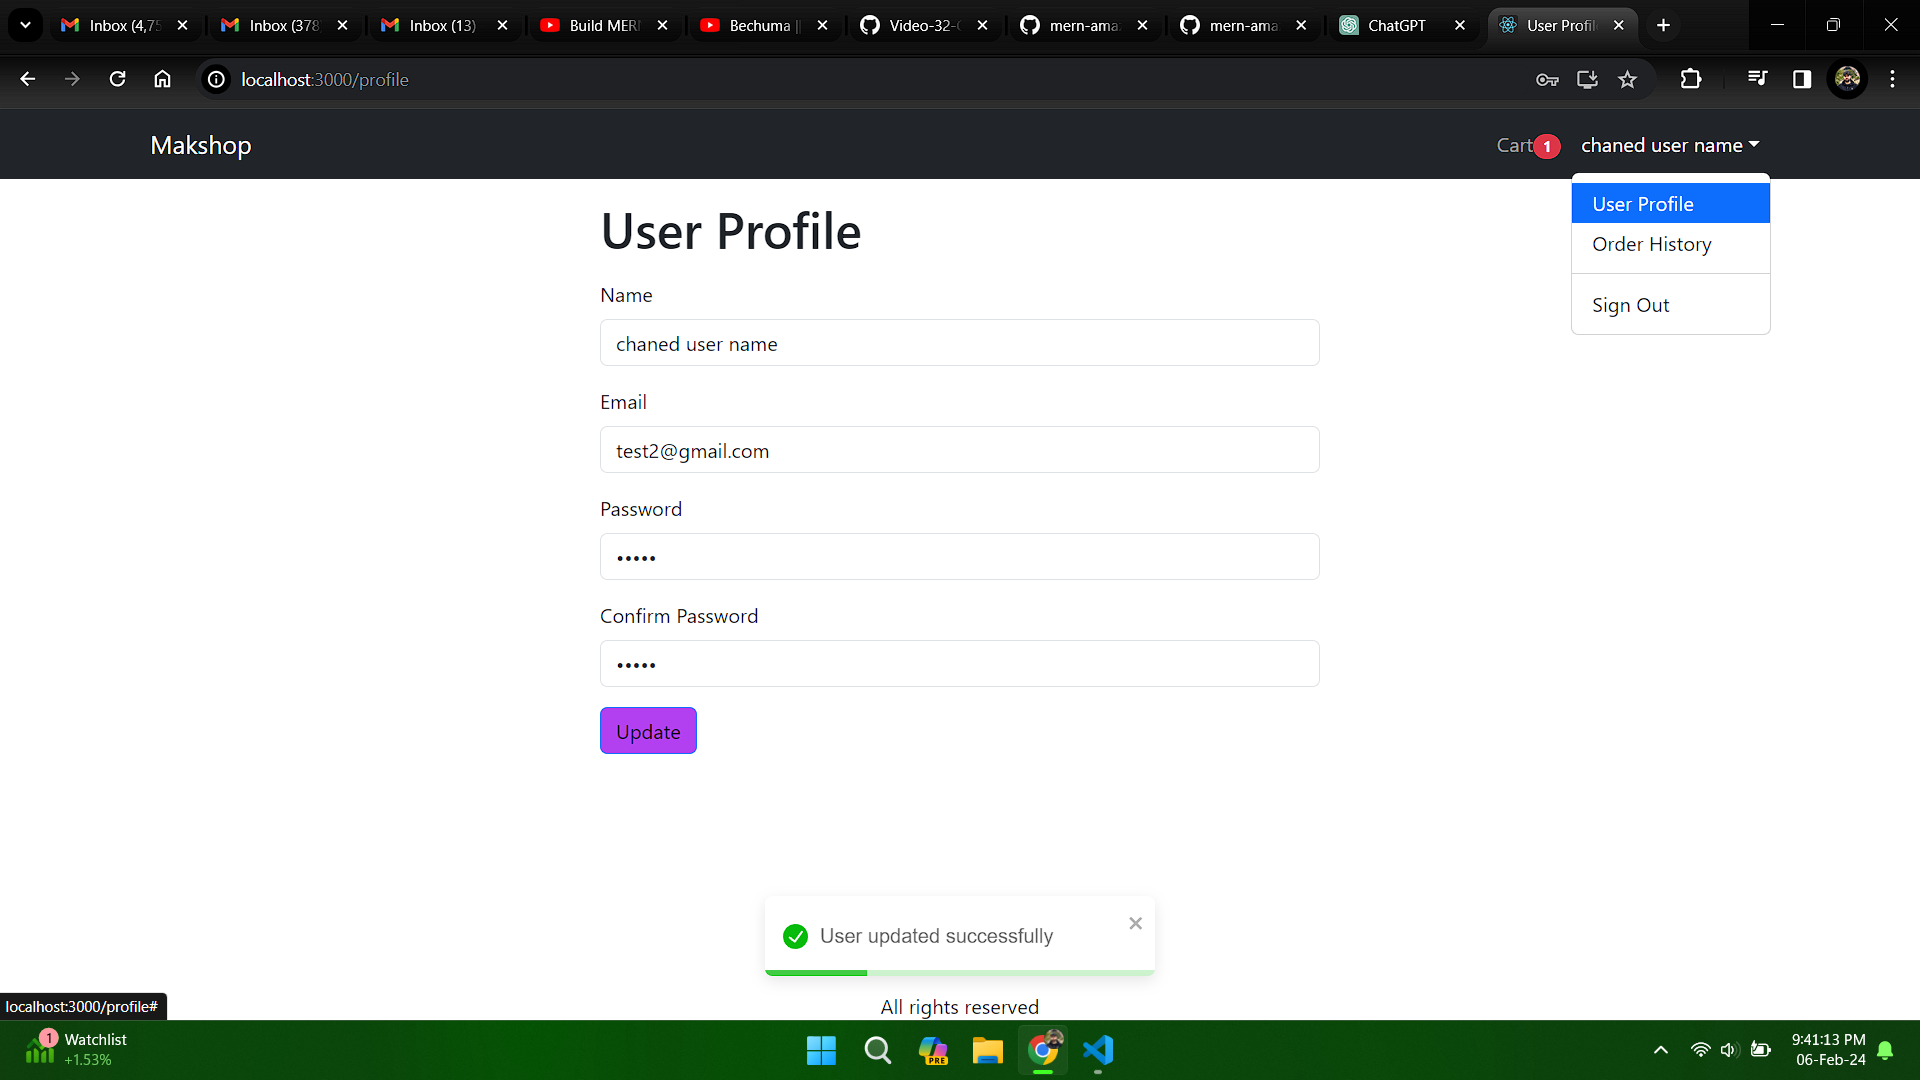 Inbox (4,75
Inbox (378
Inbox (13)
Build MER
Bechuma ||
Video-32-
mern-ama
mern-ama
ChatGPT
User Profil
localhost:3000/profile
Makshop
Cart 1
chaned user name
User Profile
Order History
Sign Out
User Profile
Name
chaned user name
Email
test2@gmail.com
Password
•••••
Confirm Password
•••••
Update
User updated successfully
All rights reserved
localhost:3000/profile#
1
Watchlist
+1.53%
PRE
9:41:13 PM
06-Feb-24